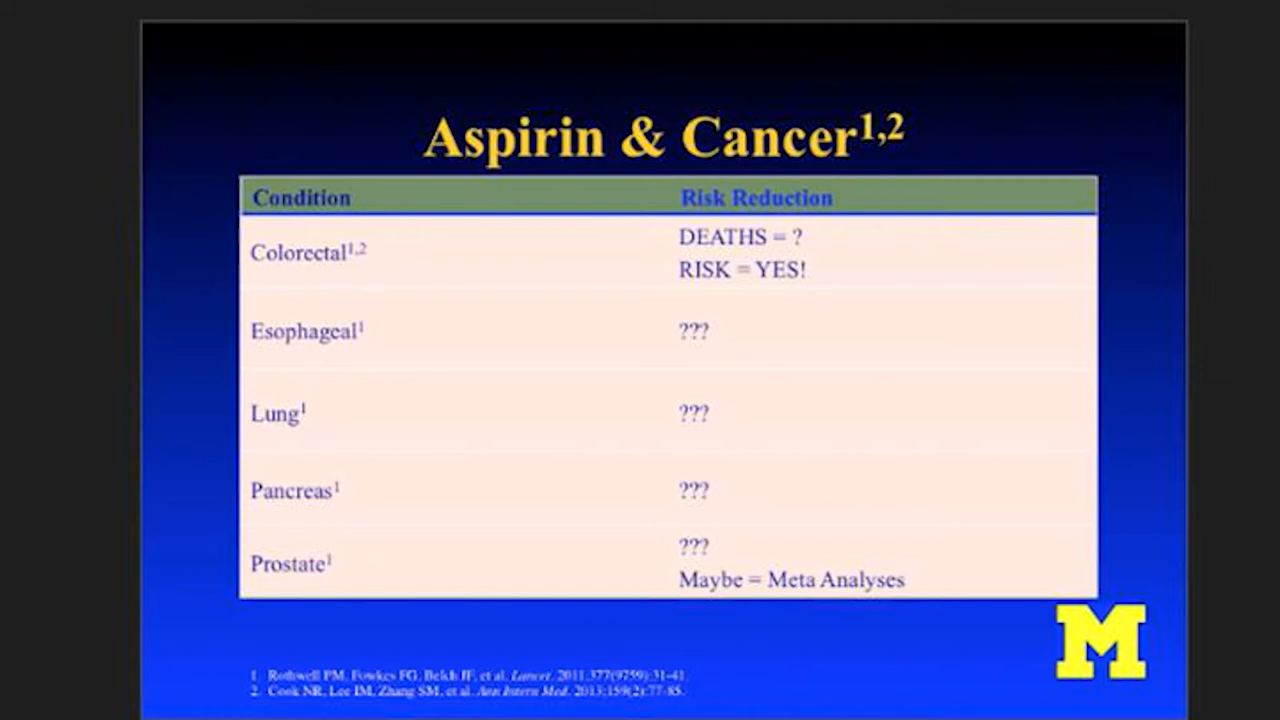 Aspirin & Cancer1,2
Condition Risk Reduction
Colorectal1,2
DEATHS = ?
RISK = YES!
Esophageal1 ???
Lung1 ???
Pancreas1 ???
Prostate1
???
Maybe = Meta Analyses
M
1. Rothwell PM, Fowkes FG, Belch JF, et al. Lancet. 2011;377(9759):31-41.
2. Cook NR, Lee IM, Zhang SM, et al. Ann Intern Med. 2013;159(2):77-85.